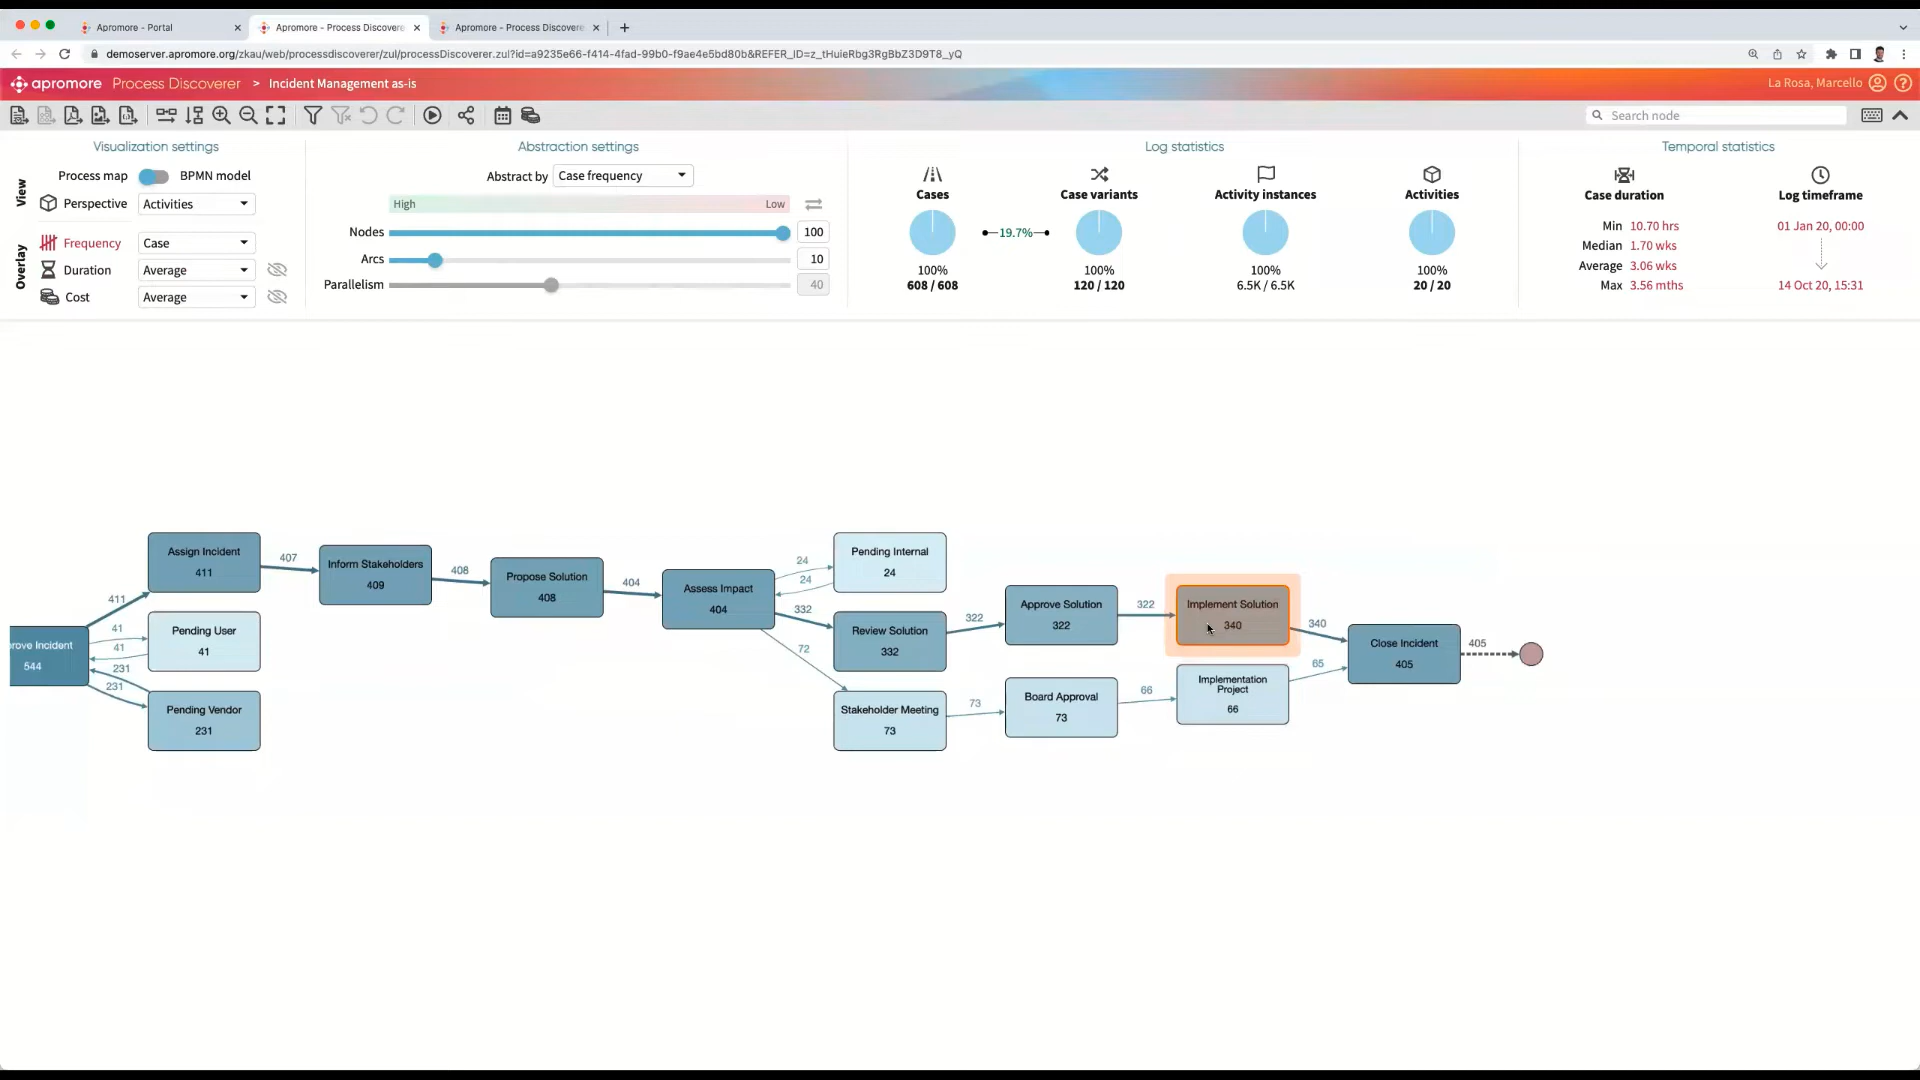 Apromore - Portal
Apromore - Process Discovere
Apromore - Process Discovere
demoserver.apromore.org/zkau/web/processdiscoverer/zul/processDiscoverer.zul?id=a9235e66-f414-4fad-99b0-f9ae4e5bd80b&REFER_ID=z_tHuieRbg3RgBbZ3D9T8_yQ
apromore Process Discoverer > Incident Management as-is
La Rosa, Marcello
Search node
Visualization settings
View
Process map BPMN model
Perspective Activities
Overlay
Frequency Case
Duration Average
Cost Average
Abstraction settings
Abstract by Case frequency
High Low
Nodes 100
Arcs 10
Parallelism 40
Log statistics
Cases
100%
608 / 608
19.7%
Case variants
100%
120 / 120
Activity instances
100%
6.5K / 6.5K
Activities
100%
20 / 20
Temporal statistics
Case duration
Min 10.70 hrs
Median 1.70 wks
Average 3.06 wks
Max 3.56 mths
Log timeframe
01 Jan 20, 00:00
14 Oct 20, 15:31
rove Incident
544
411
41
41
231
231
Assign Incident
411
Pending User
41
Pending Vendor
231
407
Inform Stakeholders
409
408
Propose Solution
408
404
Assess Impact
404
24
24
332
72
Pending Internal
24
Review Solution
332
Stakeholder Meeting
73
322
73
Approve Solution
322
Board Approval
73
322
66
Implement Solution
340
Implementation
Project
66
340
65
Close Incident
405
405